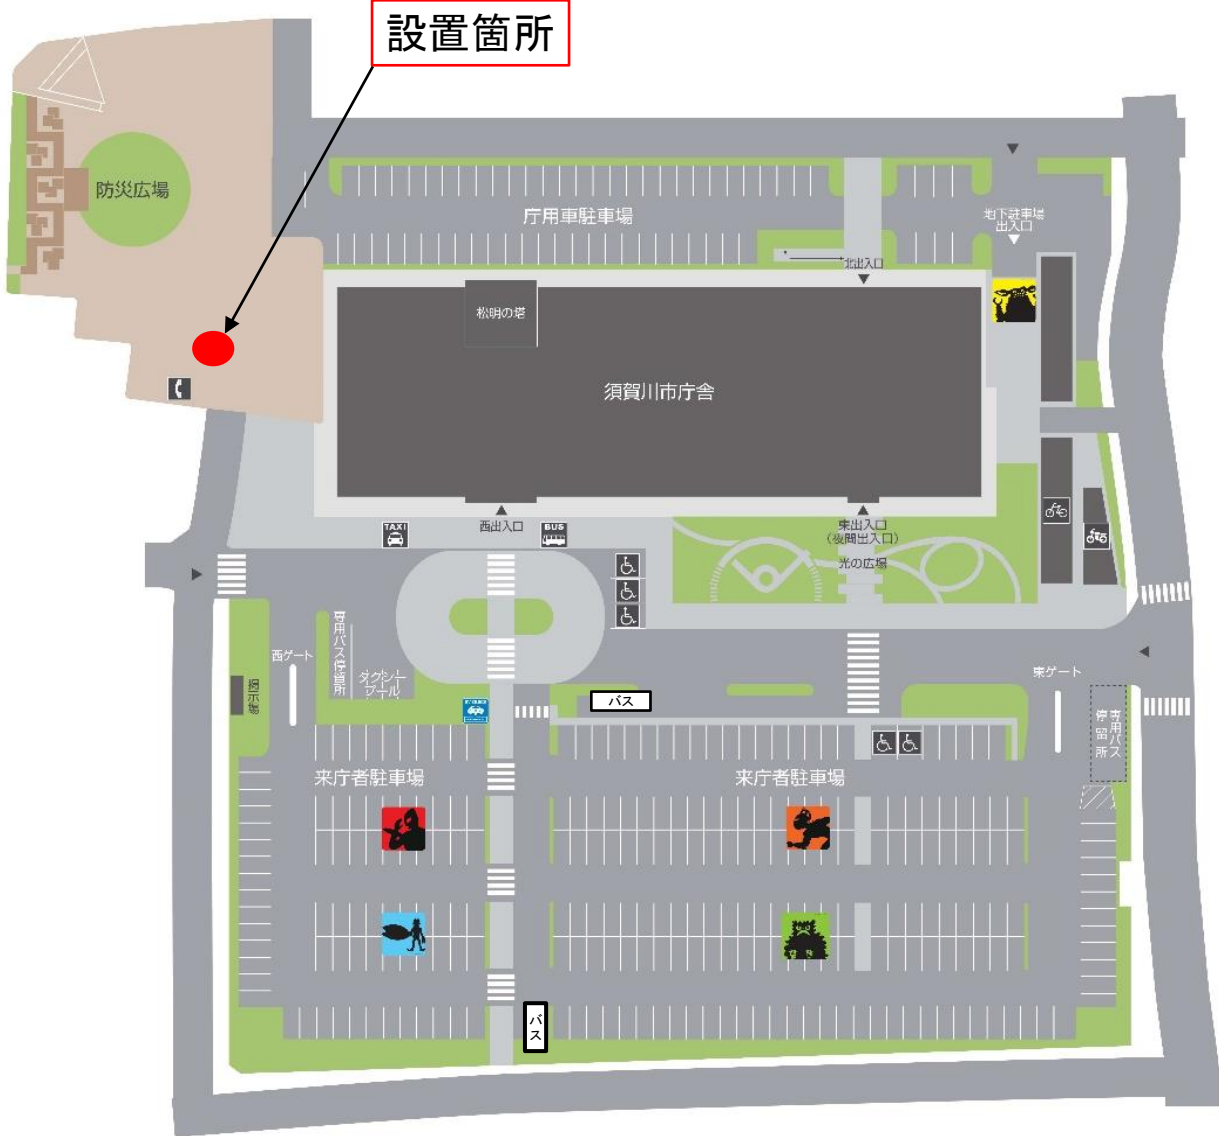 設置箇所
防災広場
庁用車駐車場
地下駐車場
出入口
北出入口
松明の塔
須賀川市庁舎
TAXI
西出入口
BUS
東出入口
(夜間出入口)
光の広場
専用バス停留所
タクシー
プール
西ゲート
掲示場
バス
東ゲート
専用バス
停留所
来庁者駐車場
来庁者駐車場
バス